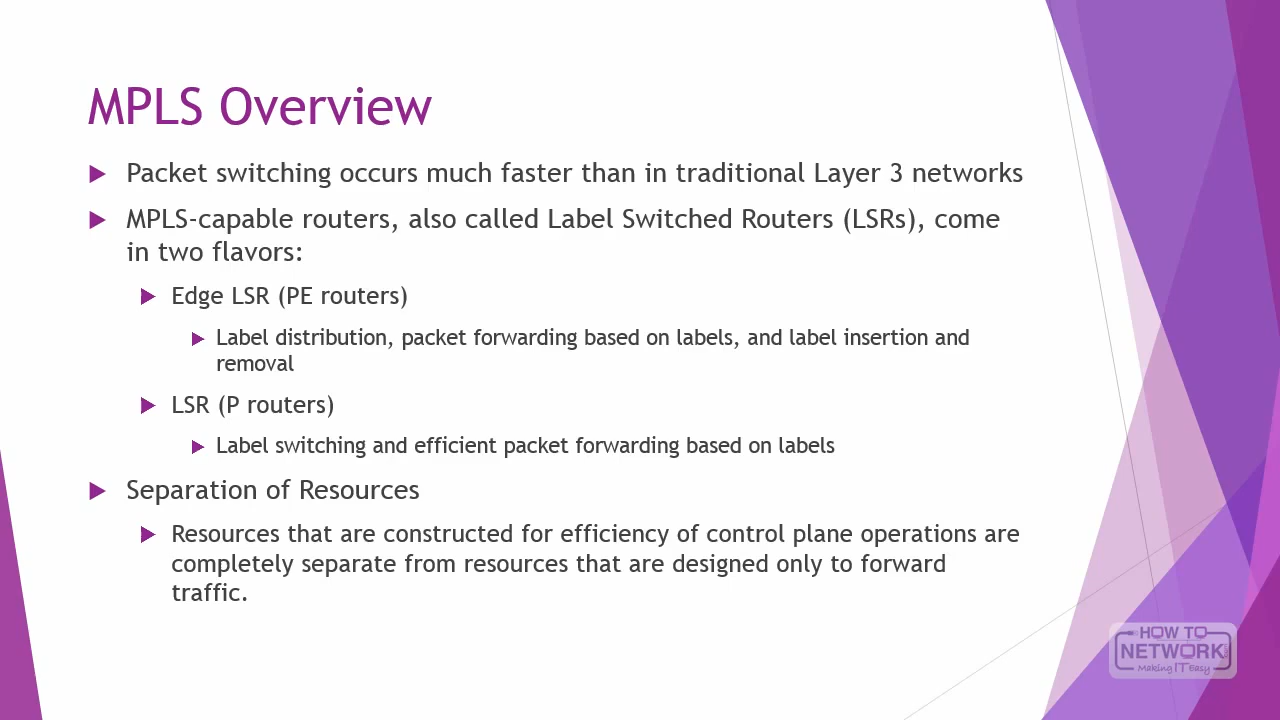 MPLS Overview
Packet switching occurs much faster than in traditional Layer 3 networks
MPLS-capable routers, also called Label Switched Routers (LSRs), come
in two flavors:
Edge LSR (PE routers)
Label distribution, packet forwarding based on labels, and label insertion and
removal
LSR (P routers)
Label switching and efficient packet forwarding based on labels
Separation of Resources
Resources that are constructed for efficiency of control plane operations are
completely separate from resources that are designed only to forward
traffic.
HOW TO
NETWORK
Making IT Easy